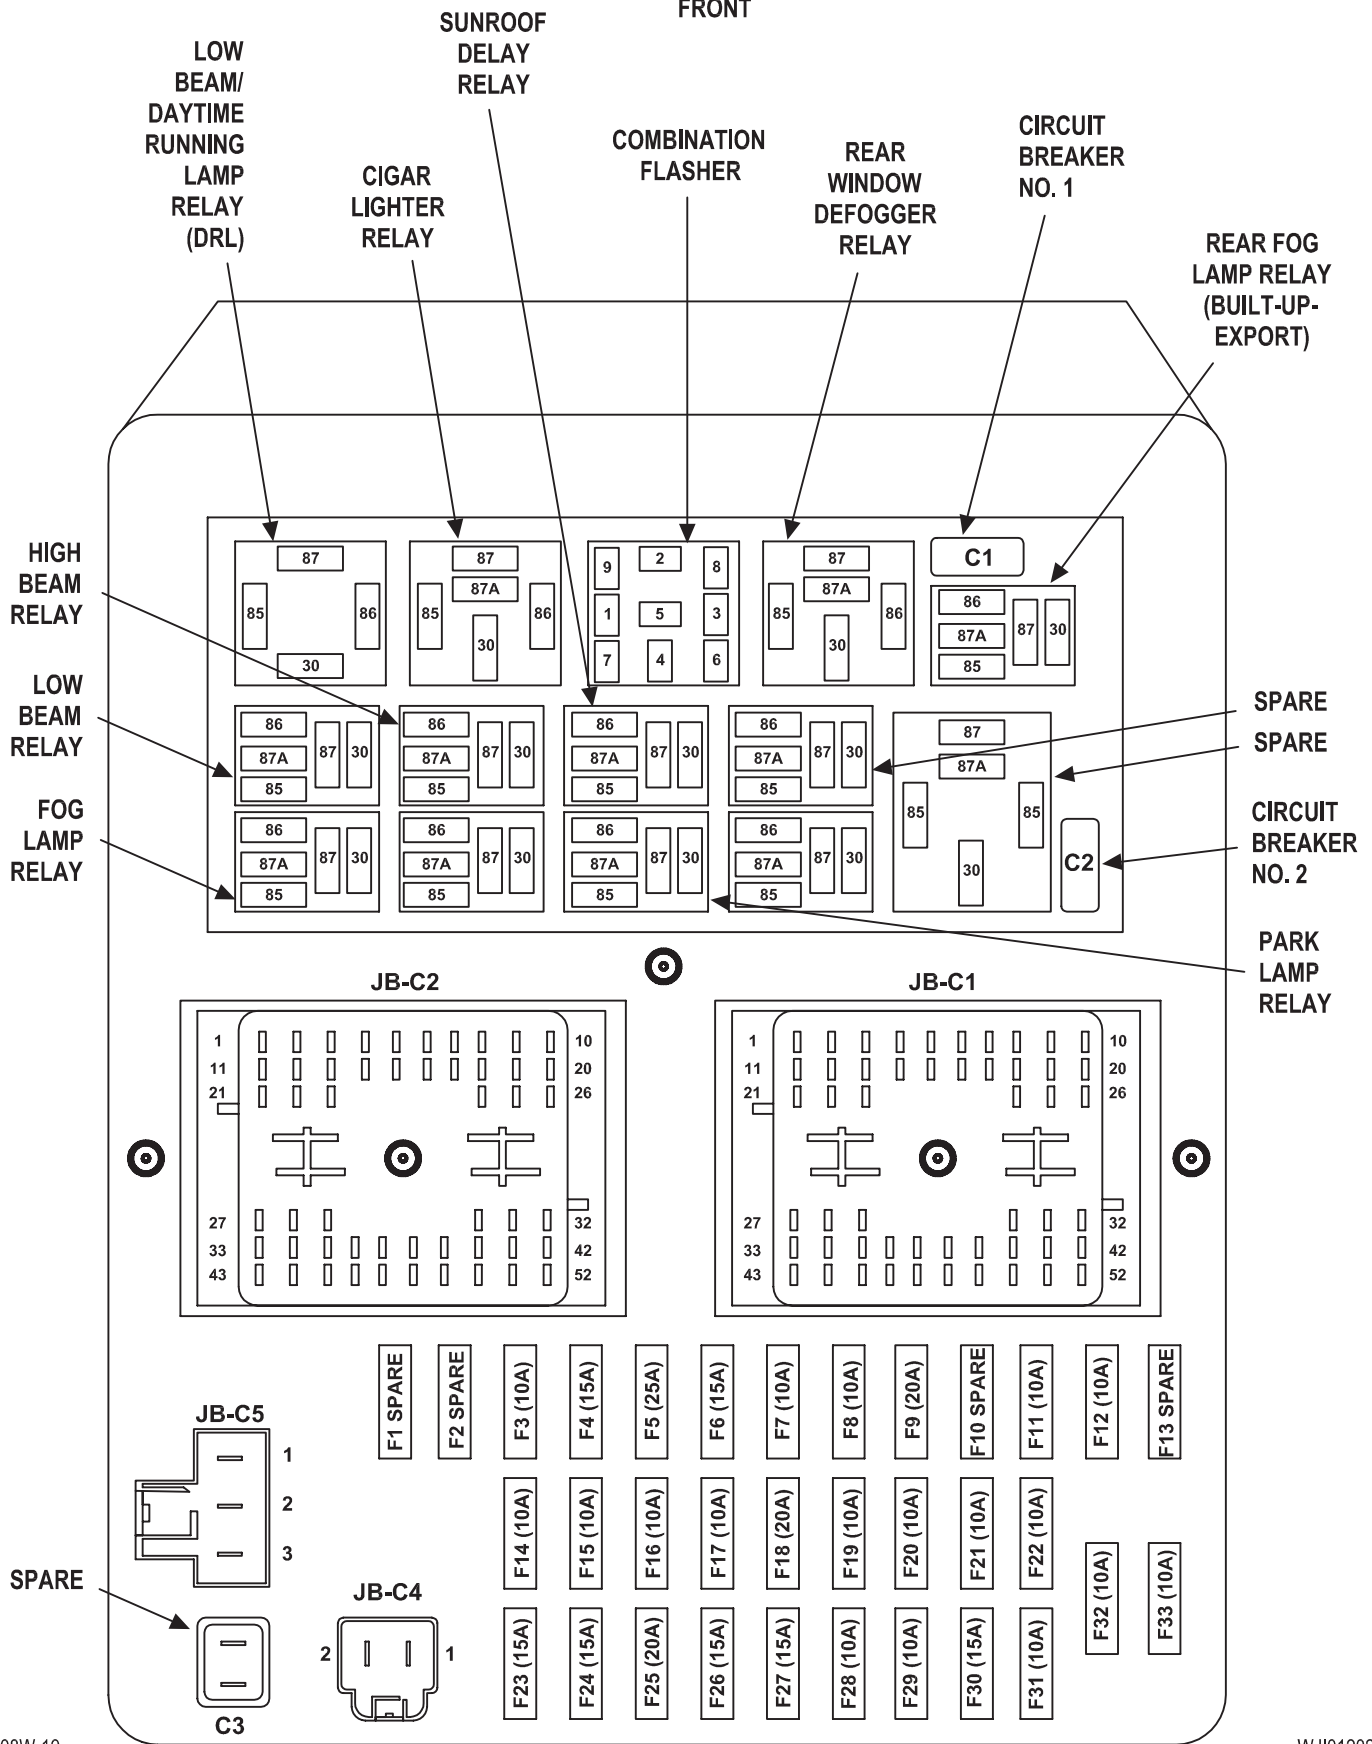 FRONT
SUNROOF
DELAY
RELAY
LOW
BEAM/
DAYTIME
RUNNING
LAMP
RELAY
(DRL)
CIGAR
LIGHTER
RELAY
COMBINATION
FLASHER
REAR
WINDOW
DEFOGGER
RELAY
CIRCUIT
BREAKER
NO. 1
REAR FOG
LAMP RELAY
(BUILT-UP-
EXPORT)
HIGH
BEAM
RELAY
LOW
BEAM
RELAY
FOG
LAMP
RELAY
87
85
86
30
87
87A
85
86
30
9
2
8
1
5
3
7
4
6
87
87A
85
86
30
C1
86
87A
85
87
30
86
87A
85
87
30
86
87A
85
87
30
86
87A
85
87
30
86
87A
85
87
30
87
87A
85
85
30
86
87A
85
87
30
86
87A
85
87
30
86
87A
85
87
30
86
87A
85
87
30
C2
SPARE
SPARE
CIRCUIT
BREAKER
NO. 2
PARK
LAMP
RELAY
JB-C2
1
10
11
20
21
26
27
32
33
42
43
52
JB-C1
1
10
11
20
21
26
27
32
33
42
43
52
F1 SPARE
F2 SPARE
F3 (10A)
F4 (15A)
F5 (25A)
F6 (15A)
F7 (10A)
F8 (10A)
F9 (20A)
F10 SPARE
F11 (10A)
F12 (10A)
F13 SPARE
F14 (10A)
F15 (10A)
F16 (10A)
F17 (10A)
F18 (20A)
F19 (10A)
F20 (10A)
F21 (10A)
F22 (10A)
F32 (10A)
F33 (10A)
F23 (15A)
F24 (15A)
F25 (20A)
F26 (15A)
F27 (15A)
F28 (10A)
F29 (10A)
F30 (15A)
F31 (10A)
JB-C5
1
2
3
SPARE
C3
JB-C4
2
1